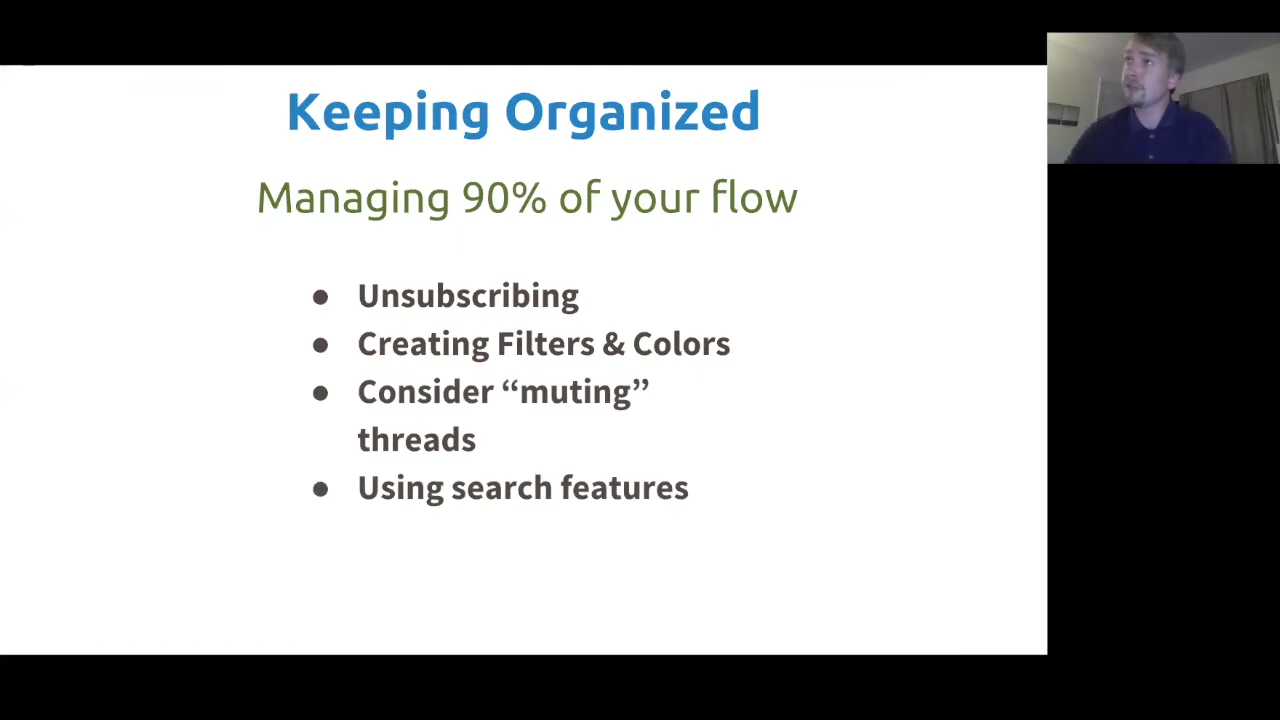 Keeping Organized
Managing 90% of your flow
● Unsubscribing
● Creating Filters & Colors
● Consider “muting”
threads
● Using search features